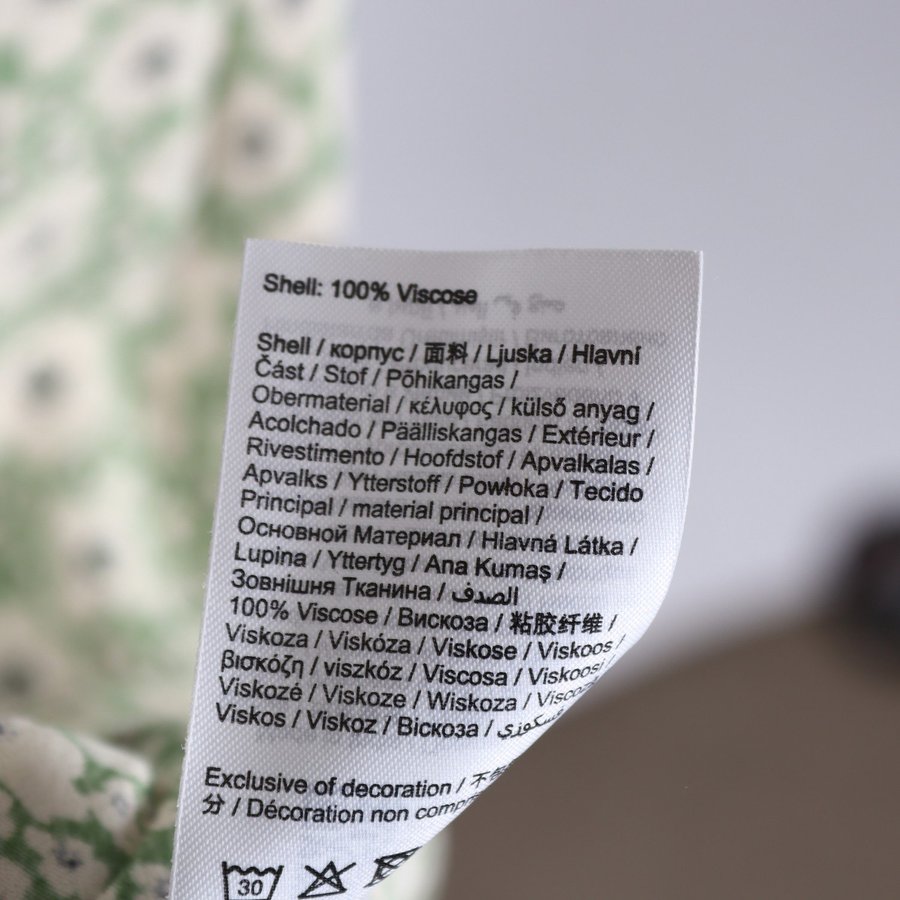 Shell: 100% Viscose
Shell / корпус / 面料 / Ljuska / Hlavní
Část / Stof / Põhikangas /
Obermaterial / κέλυφος / külső anyag /
Acolchado / Päälliskangas / Extérieur /
Rivestimento / Hoofdstof / Apvalkalas /
Apvalks / Ytterstoff / Powłoka / Tecido
Principal / material principal /
Основной Материал / Hlavná Látka /
Lupina / Yttertyg / Ana Kumaş /
Зовнішня Тканина / الصدف
100% Viscose / Вискоза / 粘胶纤维 /
Viskoza / Viskóza / Viskose / Viskoos /
βισκόζη / viszkóz / Viscosa / Viskoosi /
Viskozé / Viskoze / Wiskoza /
Viskos / Viskoz / Віскоза / فسكوزي
Exclusive of decoration /
分 / Décoration non
30